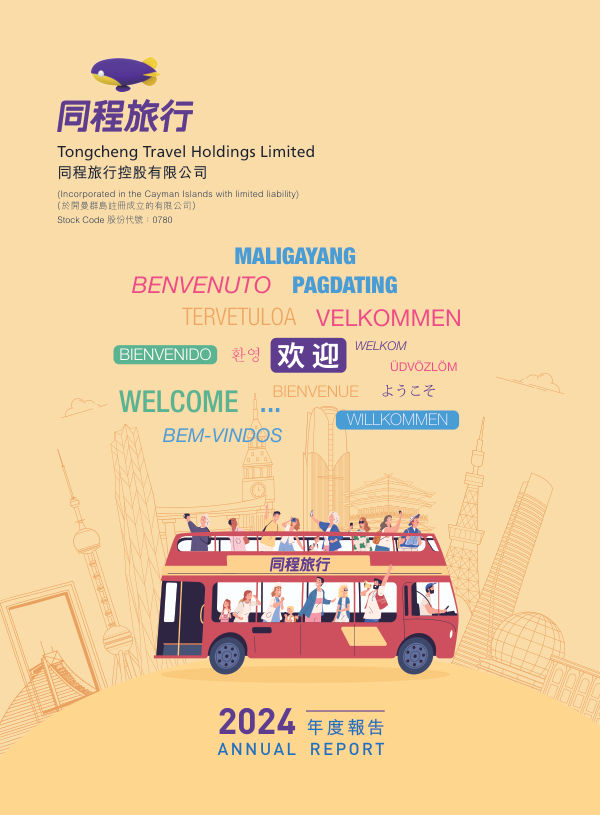 同程旅行
Tongcheng Travel Holdings Limited
同程旅行控股有限公司
(Incorporated in the Cayman Islands with limited liability)
(於開曼群島註冊成立的有限公司)
Stock Code 股份代號：0780
MALIGAYANG
BENVENUTO PAGDATING
TERVETULOA VELKOMMEN
BIENVENIDO 환영 欢迎 WELKOM
ÜDVÖZLÖM
BIENVENUE ようこそ
WELCOME ...
WILLKOMMEN
BEM-VINDOS
同程旅行
2024 年度報告
ANNUAL REPORT